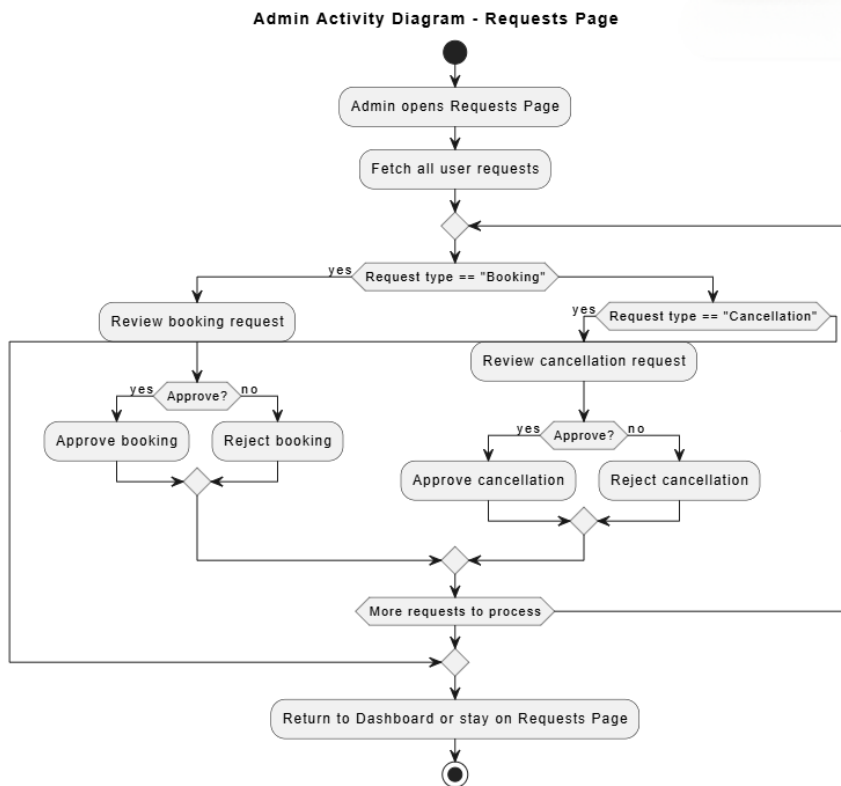 Admin Activity Diagram - Requests Page
Admin opens Requests Page
Fetch all user requests
yes
Request type == "Booking"
Review booking request
yes
Request type == "Cancellation"
Review cancellation request
yes
Approve?
no
Approve booking
Reject booking
yes
Approve?
no
Approve cancellation
Reject cancellation
More requests to process
Return to Dashboard or stay on Requests Page